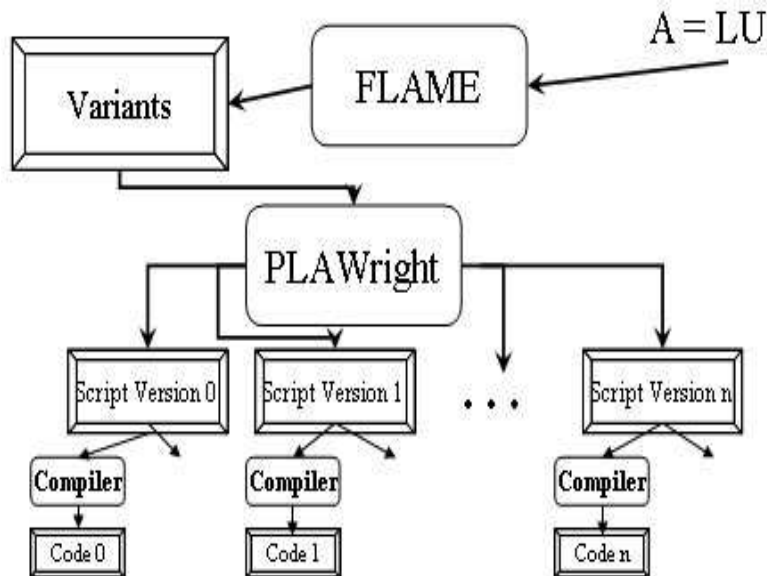 A = LU
FLAME
Variants
PLAWright
Script Version 0
Script Version 1
. . .
Script Version n
Compiler
Compiler
Compiler
Code 0
Code 1
Code n